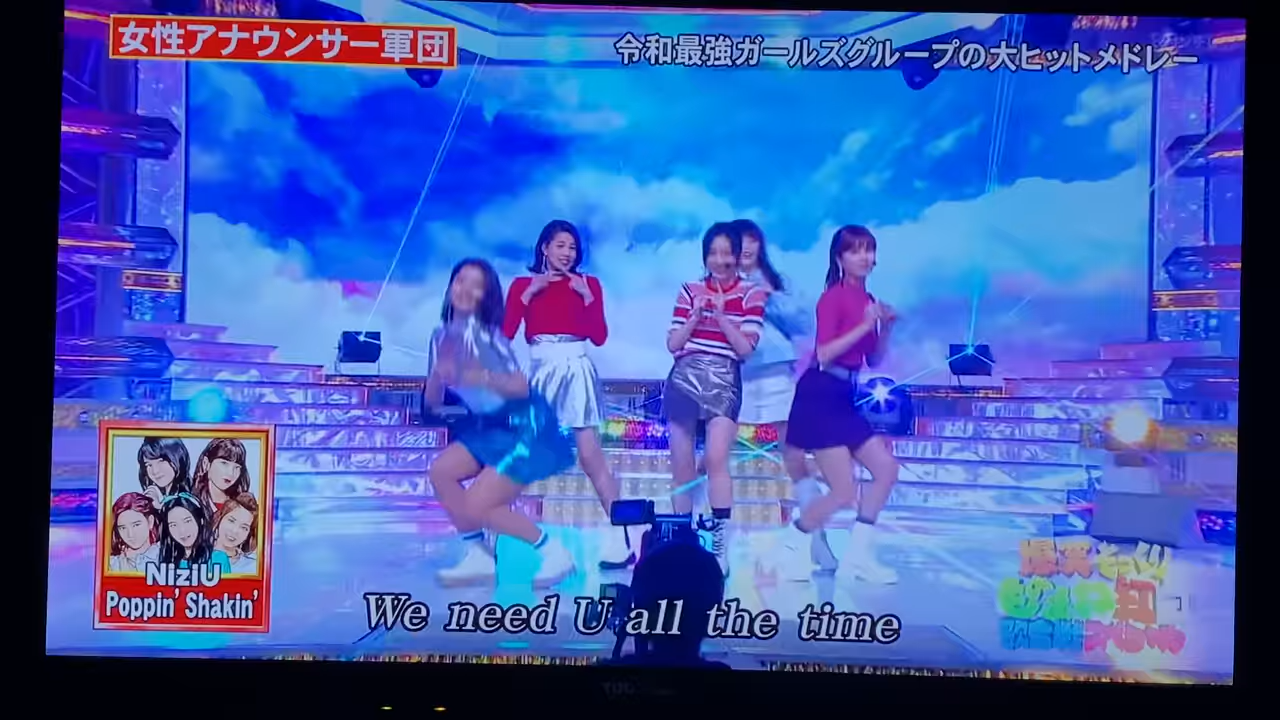 女性アナウンサー軍団
令和最強ガールズグループの大ヒットメドレー
NiziU
Poppin' Shakin'
We need U all the time